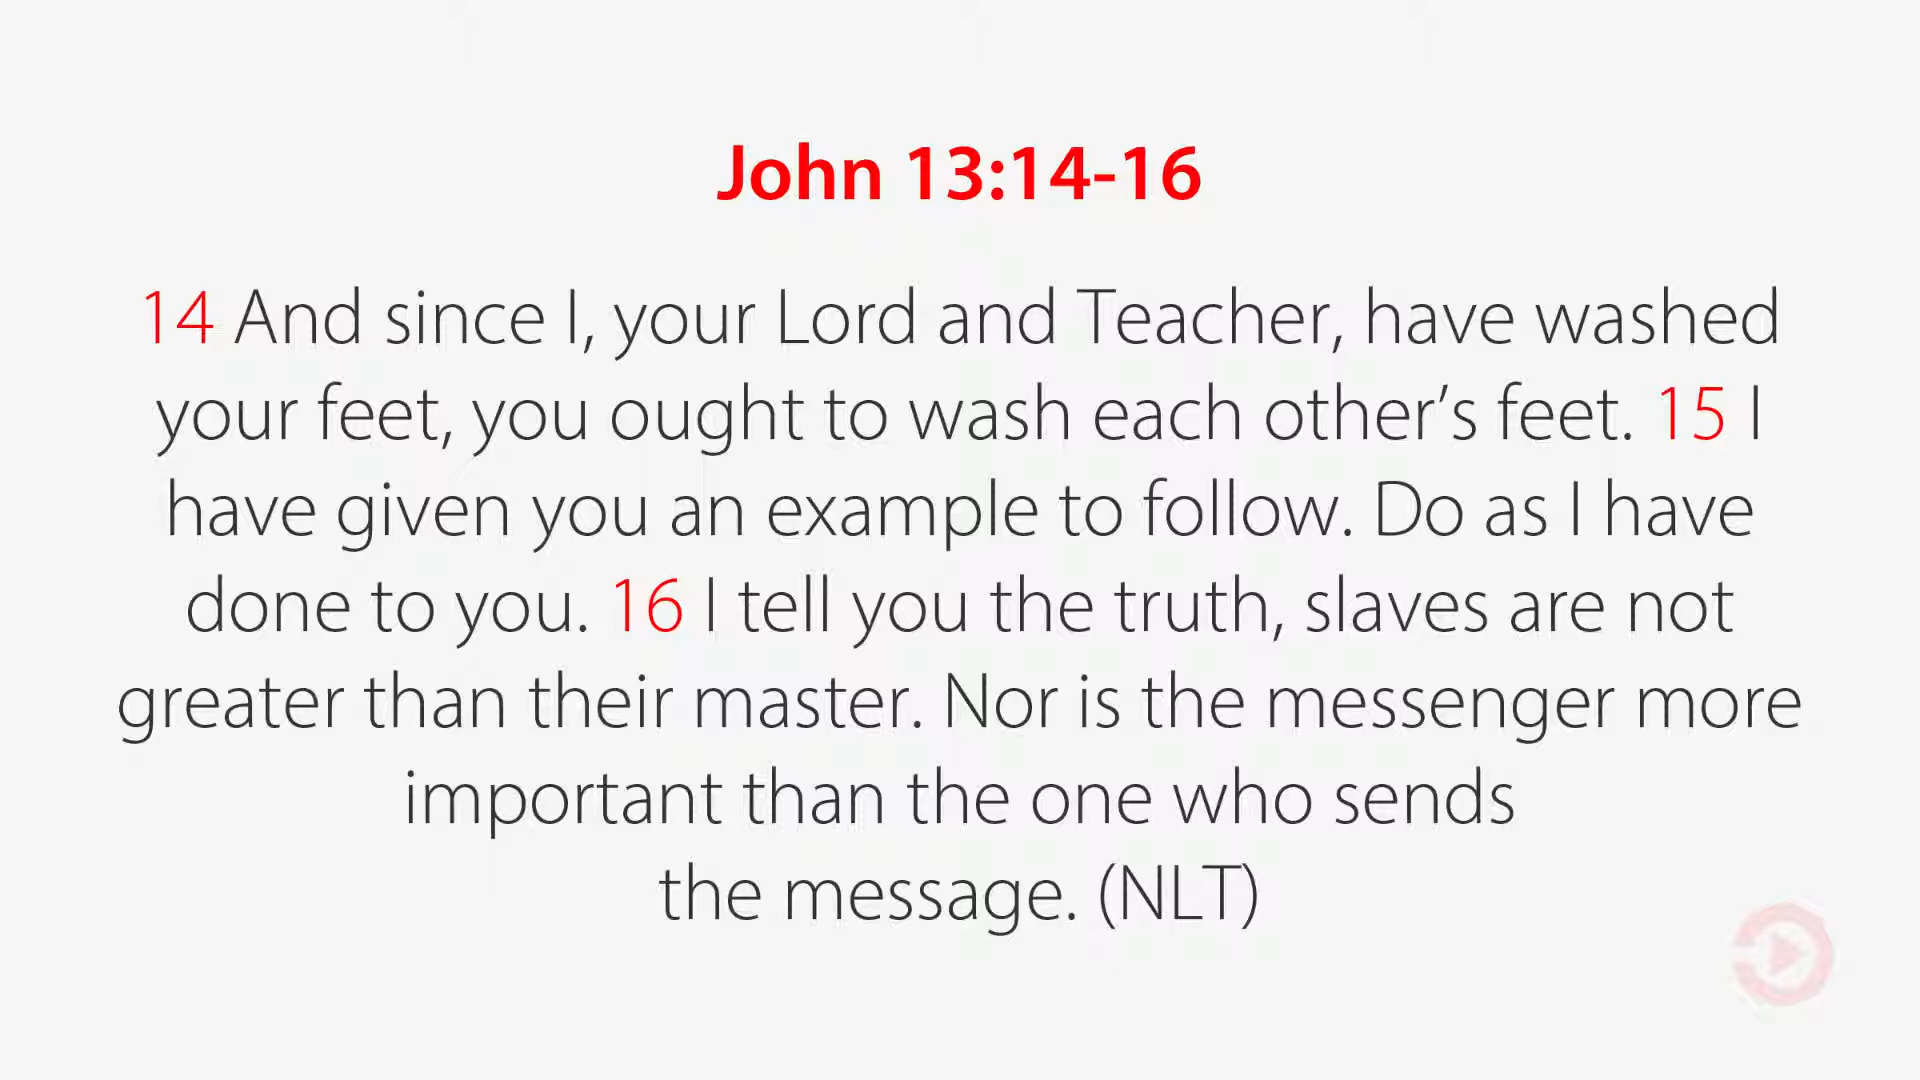 John 13:14-16
14 And since I, your Lord and Teacher, have washed
your feet, you ought to wash each other’s feet. 15 I
have given you an example to follow. Do as I have
done to you. 16 I tell you the truth, slaves are not
greater than their master. Nor is the messenger more
important than the one who sends
the message. (NLT)